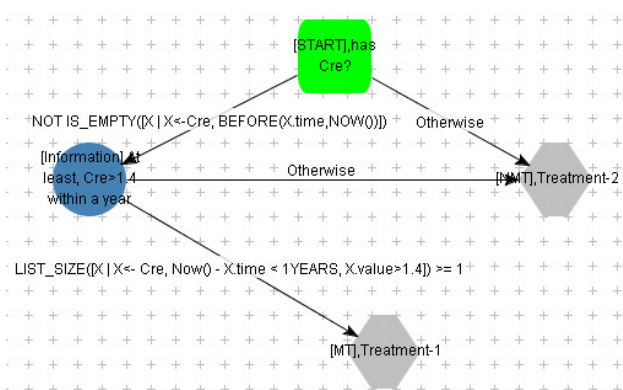 [START],has
Cre?
NOT IS_EMPTY([X | X<-Cre, BEFORE(X.time,NOW())])
Otherwise
[Information] At
least, Cre>1.4
within a year
Otherwise
[NMT],Treatment-2
LIST_SIZE([X | X<- Cre, Now() - X.time < 1YEARS, X.value>1.4]) >= 1
[MT],Treatment-1